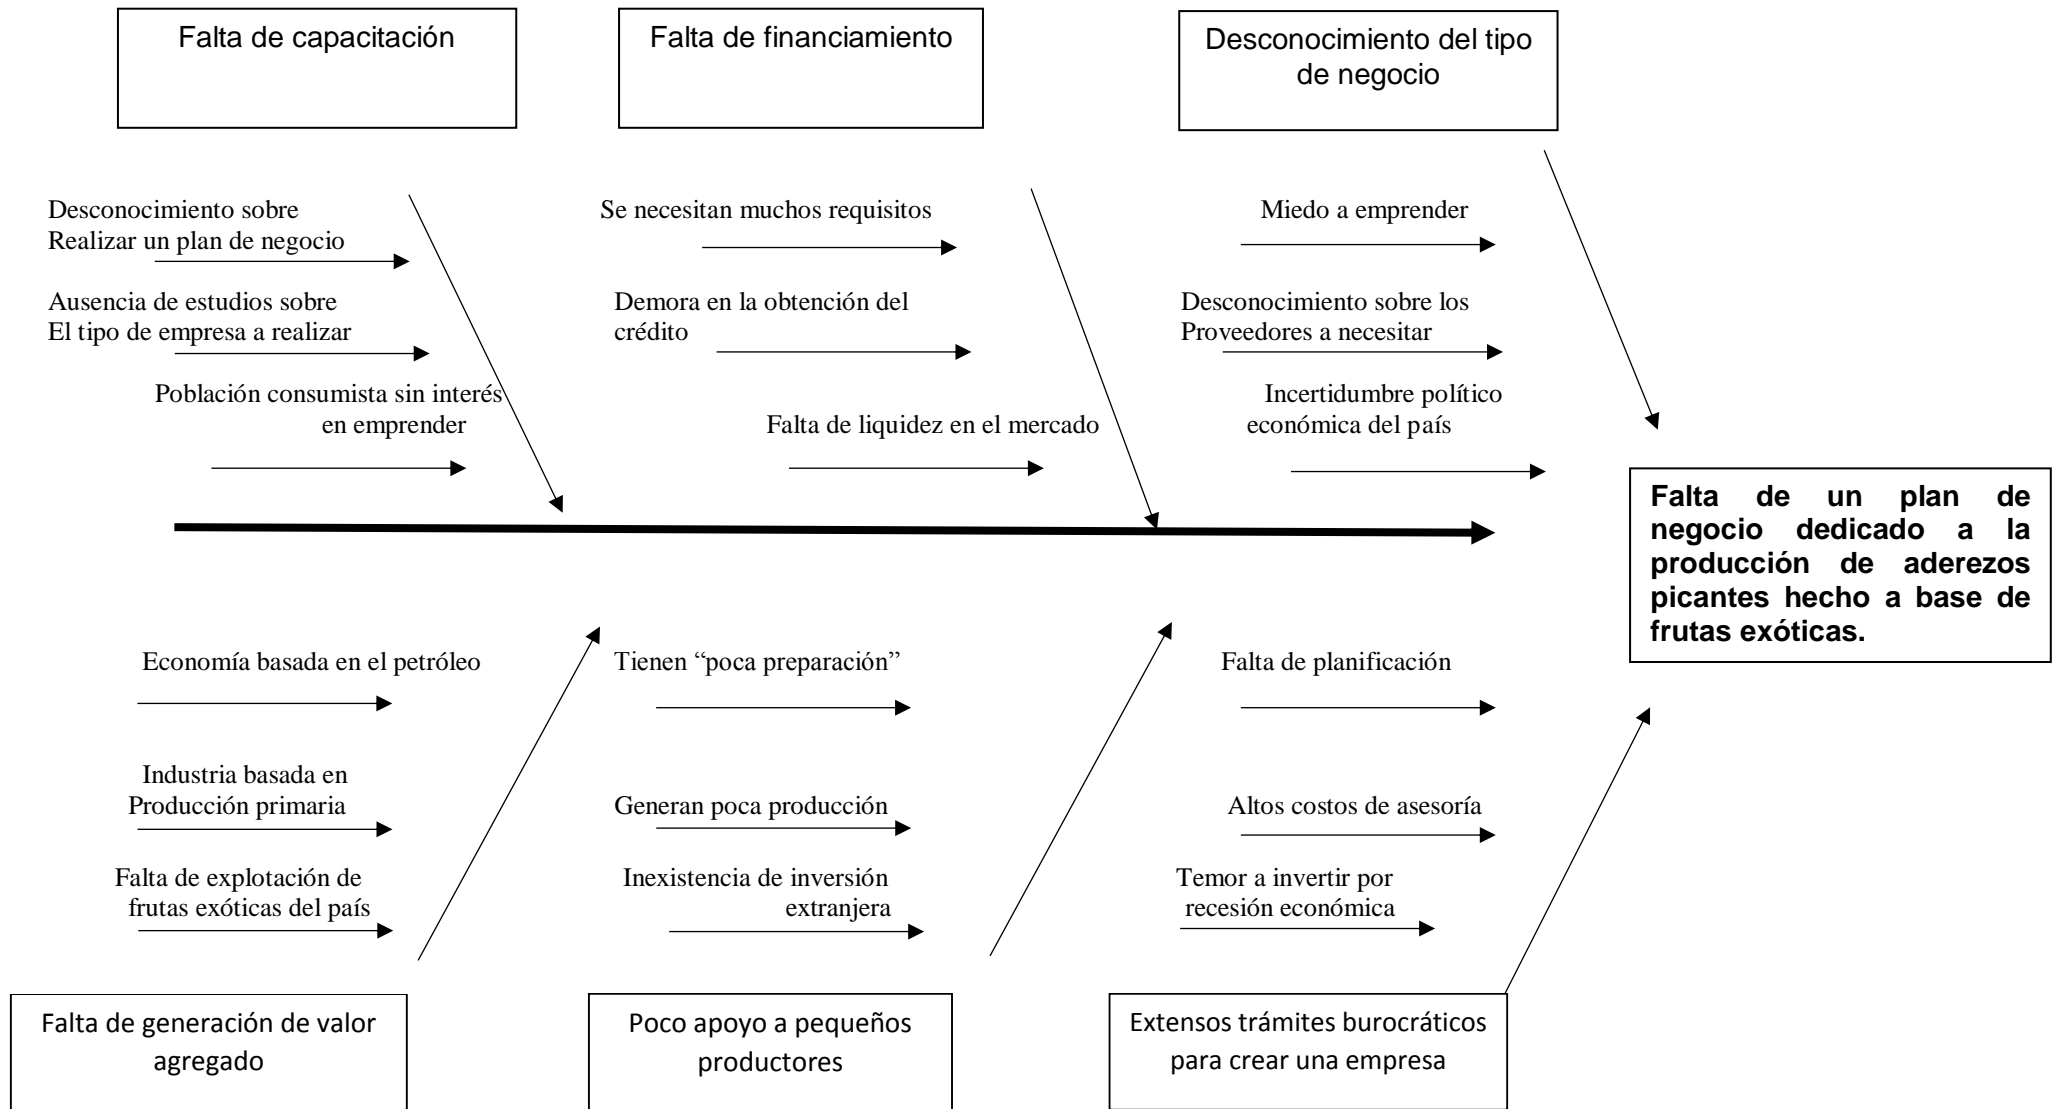 Falta de capacitación
Falta de financiamiento
Desconocimiento del tipo
de negocio
Desconocimiento sobre
Realizar un plan de negocio
Ausencia de estudios sobre
El tipo de empresa a realizar
Población consumista sin interés
en emprender
Se necesitan muchos requisitos
Demora en la obtención del
crédito
Falta de liquidez en el mercado
Miedo a emprender
Desconocimiento sobre los
Proveedores a necesitar
Incertidumbre político
económica del país
Falta de un plan de
negocio dedicado a la
producción de aderezos
picantes hecho a base de
frutas exóticas.
Economía basada en el petróleo
Industria basada en
Producción primaria
Falta de explotación de
frutas exóticas del país
Tienen “poca preparación”
Generan poca producción
Inexistencia de inversión
extranjera
Falta de planificación
Altos costos de asesoría
Temor a invertir por
recesión económica
Falta de generación de valor
agregado
Poco apoyo a pequeños
productores
Extensos trámites burocráticos
para crear una empresa